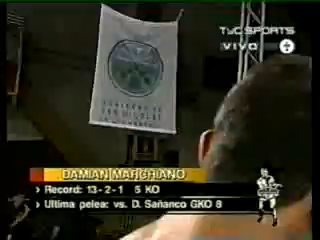 TyC SPORTS
VIVO
DAMIAN MARCHIANO
Record: 13-2-1 5 KO
Ultima pelea: vs. D. Sañanco GKO 8